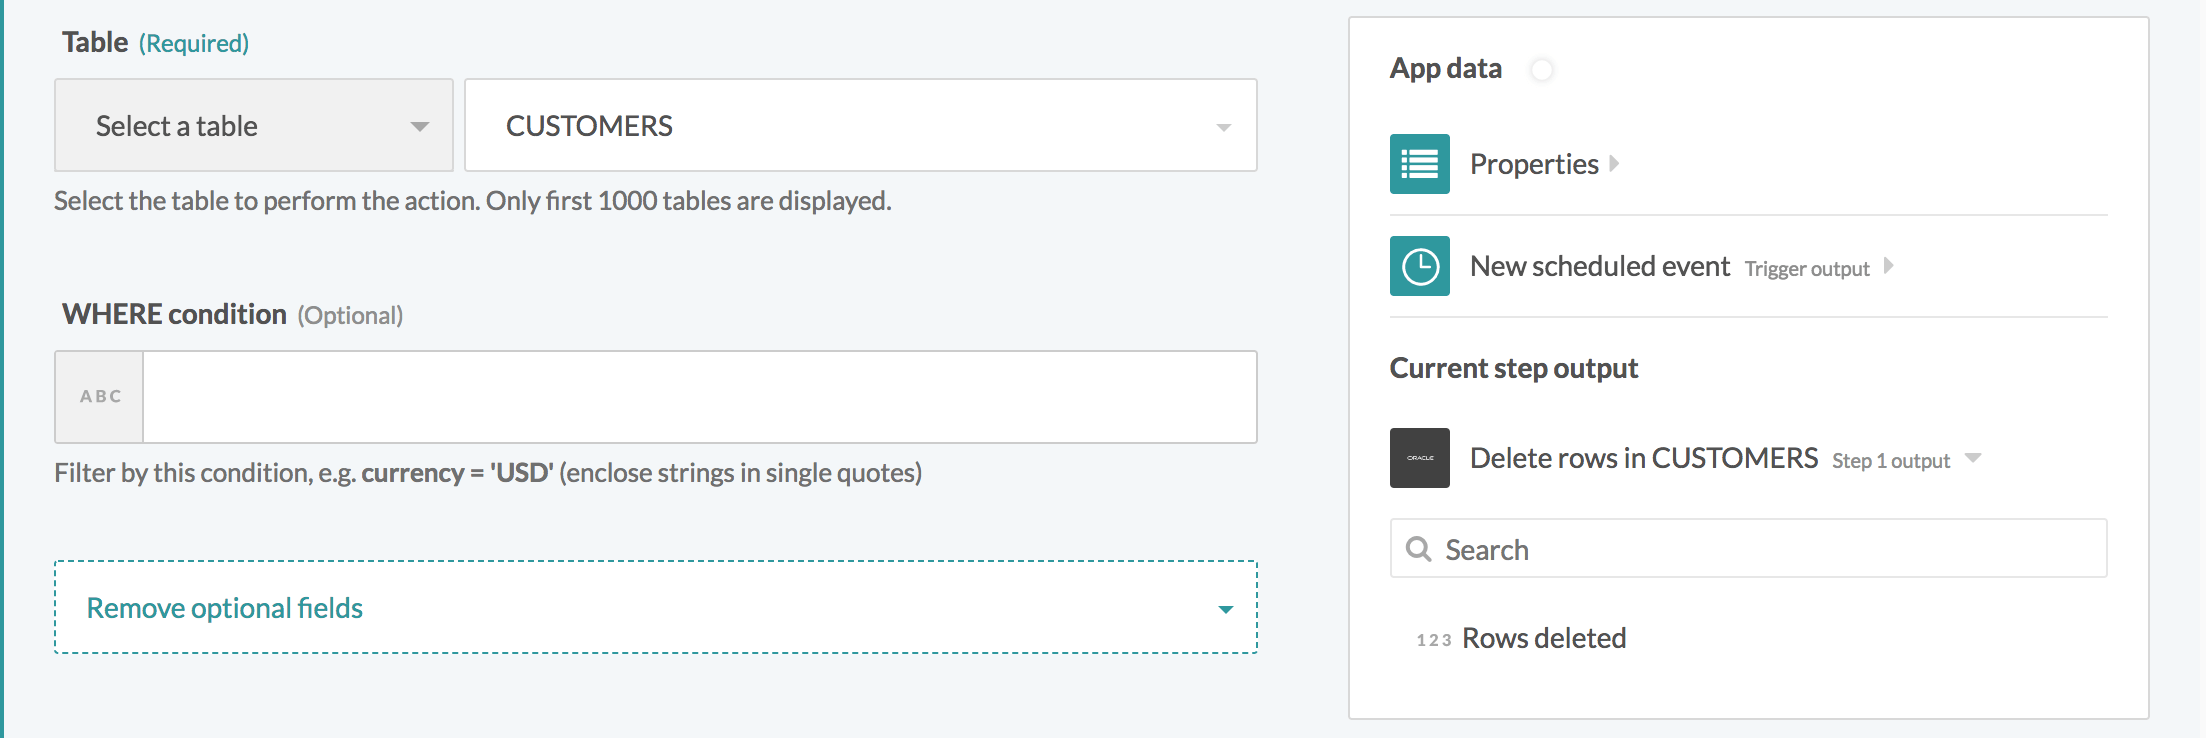 Table (Required)
Select a table
CUSTOMERS
Select the table to perform the action. Only first 1000 tables are displayed.
WHERE condition (Optional)
ABC
Filter by this condition, e.g. currency = 'USD' (enclose strings in single quotes)
Remove optional fields
App data
Properties
New scheduled event Trigger output
Current step output
ORACLE
Delete rows in CUSTOMERS Step 1 output
Search
123 Rows deleted